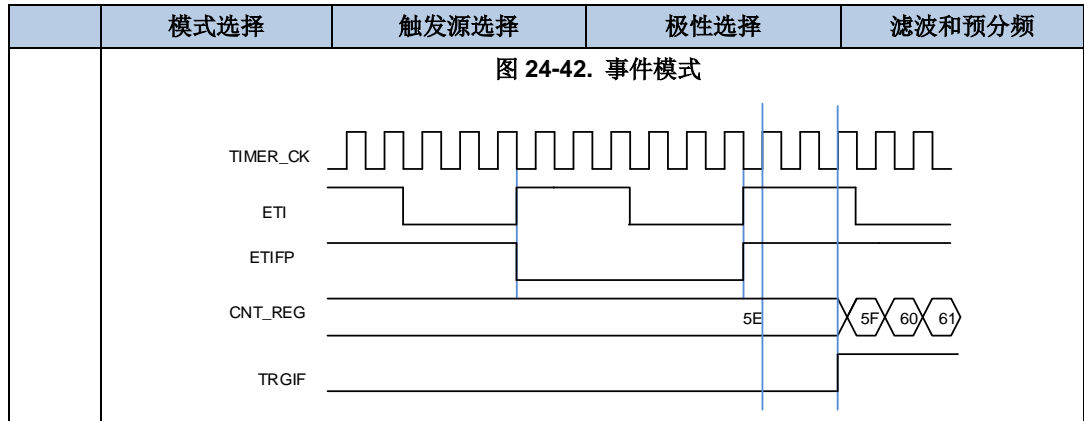 模式选择 触发源选择 极性选择 滤波和预分频
图 24-42. 事件模式
TIMER_CK
ETI
ETIFP
CNT_REG 5E 5F 60 61
TRGIF